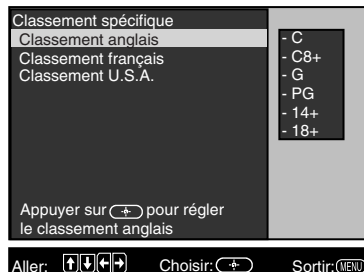 Classement spécifique
Classement anglais
Classement français
Classement U.S.A.
- C
- C8+
- G
- PG
- 14+
- 18+
Appuyer sur pour régler
le classement anglais
Aller: Choisir: Sortir: MENU